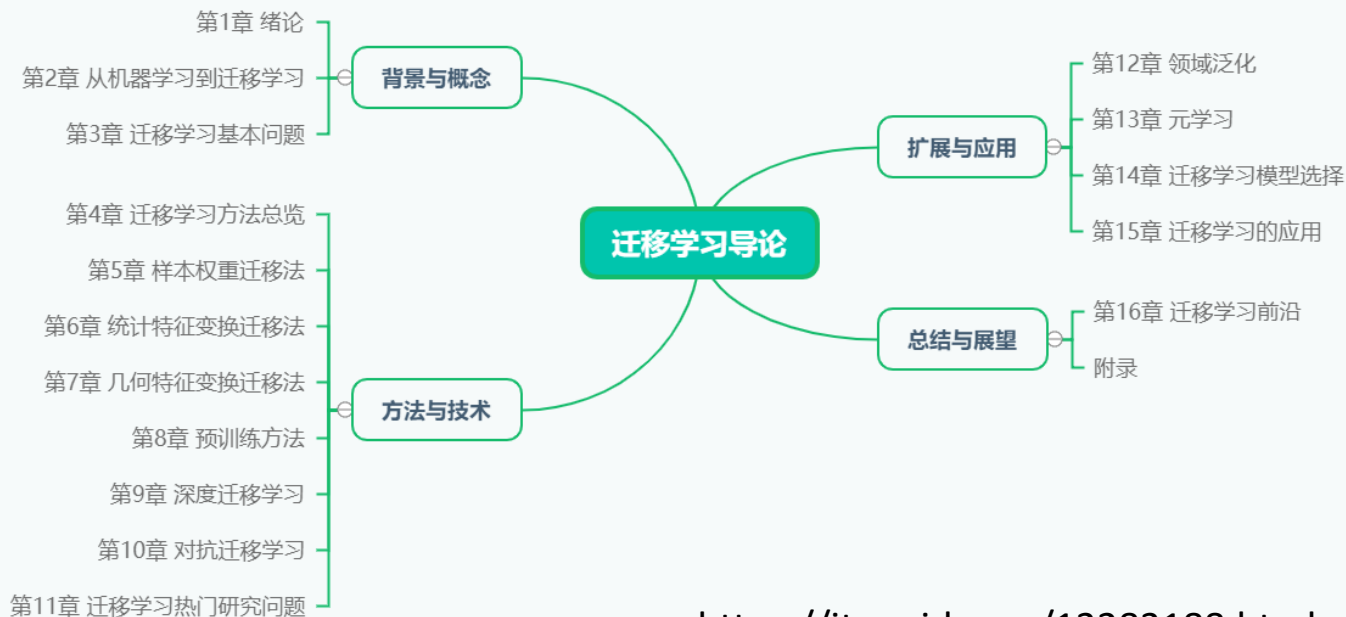 第1章 绪论
第2章 从机器学习到迁移学习
第3章 迁移学习基本问题
背景与概念
第4章 迁移学习方法总览
第5章 样本权重迁移法
第6章 统计特征变换迁移法
第7章 几何特征变换迁移法
第8章 预训练方法
第9章 深度迁移学习
第10章 对抗迁移学习
第11章 迁移学习热门研究问题
方法与技术
迁移学习导论
扩展与应用
第12章 领域泛化
第13章 元学习
第14章 迁移学习模型选择
第15章 迁移学习的应用
总结与展望
第16章 迁移学习前沿
附录